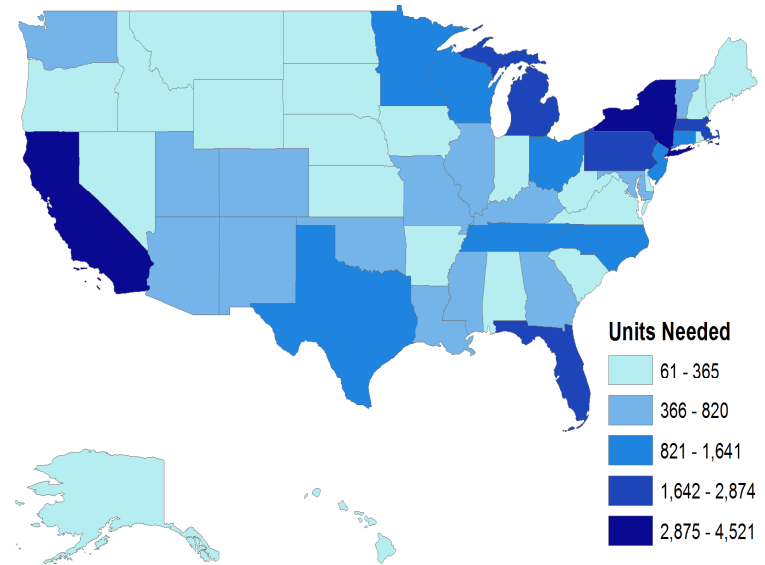 Units Needed
61 - 365
366 - 820
821 - 1,641
1,642 - 2,874
2,875 - 4,521